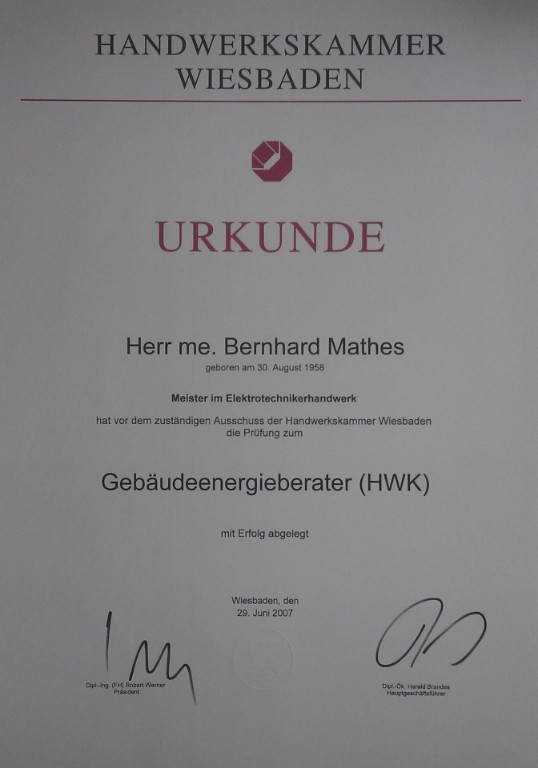 HANDWERKSKAMMER
WIESBADEN
URKUNDE
Herr me. Bernhard Mathes
geboren am 30. August 1958
Meister im Elektrotechnikerhandwerk
hat vor dem zuständigen Ausschuss der Handwerkskammer Wiesbaden
die Prüfung zum
Gebäudeenergieberater (HWK)
mit Erfolg abgelegt
Wiesbaden, den
29. Juni 2007
Dipl.-Ing. (FH) Robert Werner
Präsident
Dipl.-Ök. Harald Brandes
Hauptgeschäftsführer